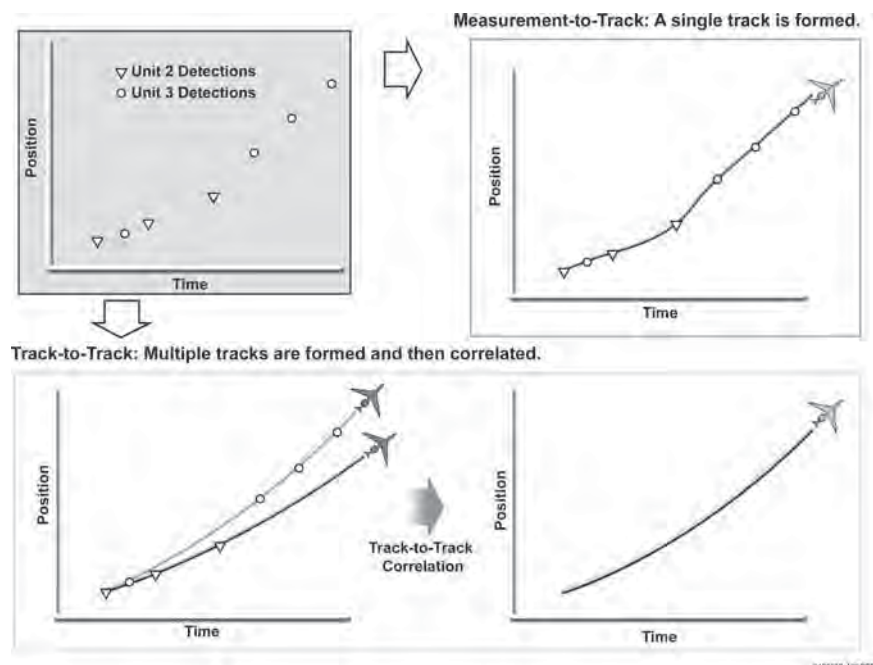 Measurement-to-Track: A single track is formed.
Unit 2 Detections
Unit 3 Detections
Position
Time
Position
Time
Track-to-Track: Multiple tracks are formed and then correlated.
Position
Time
Track-to-Track
Correlation
Position
Time